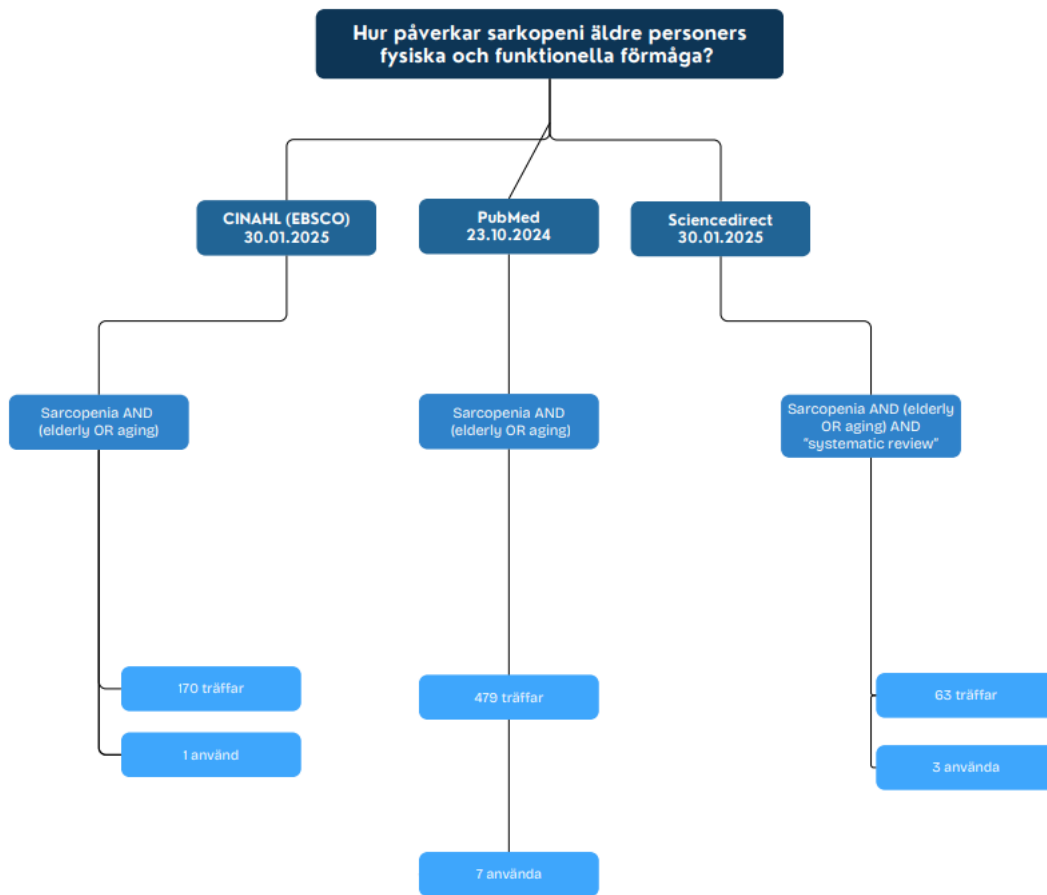 Hur påverkar sarkopeni äldre personers
fysiska och funktionella förmåga?
CINAHL (EBSCO)
30.01.2025
PubMed
23.10.2024
Sciencedirect
30.01.2025
Sarcopenia AND
(elderly OR aging)
Sarcopenia AND
(elderly OR aging)
Sarcopenia AND (elderly
OR aging) AND
"systematic review"
170 träffar
1 använd
479 träffar
7 använda
63 träffar
3 använda